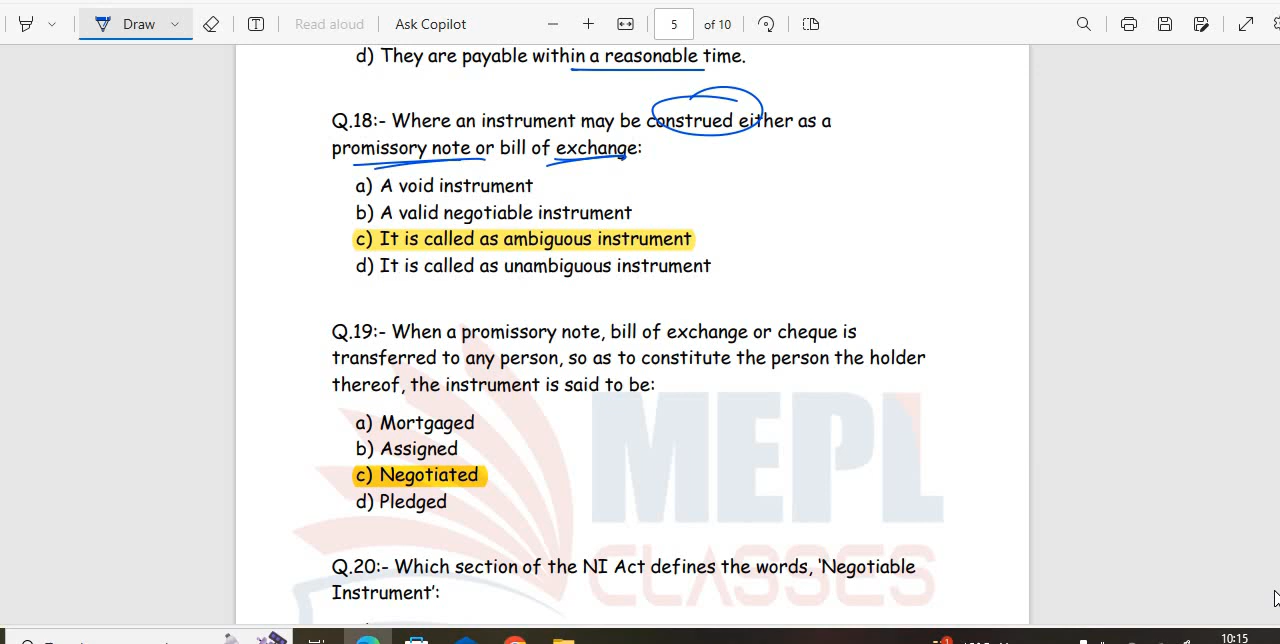 Draw
Read aloud
Ask Copilot
5
of 10
d) They are payable within a reasonable time.
Q.18:- Where an instrument may be construed either as a
promissory note or bill of exchange:
a) A void instrument
b) A valid negotiable instrument
c) It is called as ambiguous instrument
d) It is called as unambiguous instrument
Q.19:- When a promissory note, bill of exchange or cheque is
transferred to any person, so as to constitute the person the holder
thereof, the instrument is said to be:
a) Mortgaged
b) Assigned
c) Negotiated
d) Pledged
MEPL
CLASSES
Q.20:- Which section of the NI Act defines the words, 'Negotiable
Instrument':
1
10:15